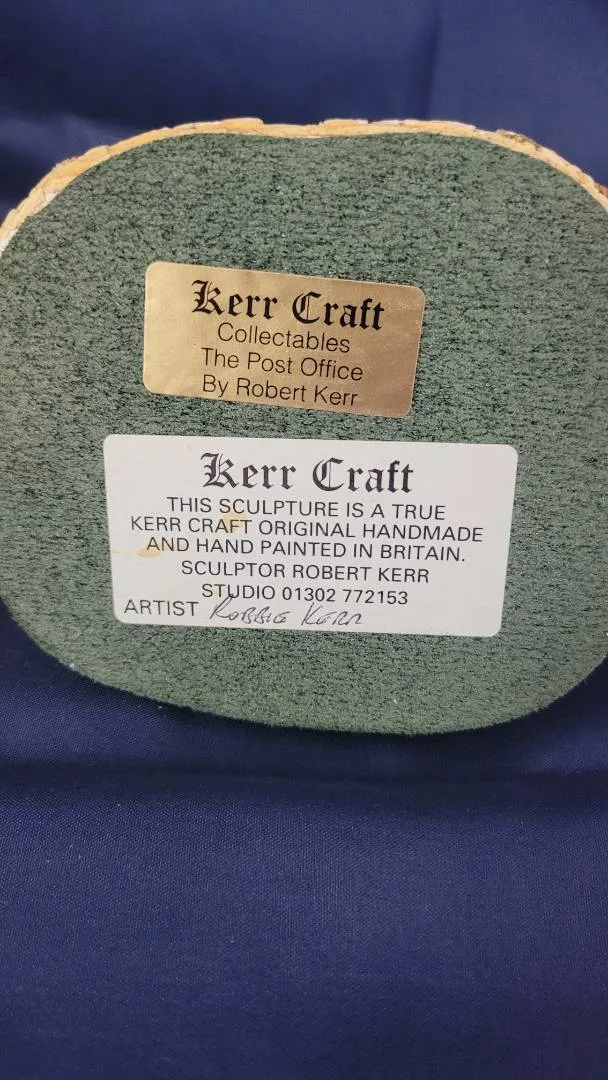 Kerr Craft
Collectables
The Post Office
By Robert Kerr
Kerr Craft
THIS SCULPTURE IS A TRUE
KERR CRAFT ORIGINAL HANDMADE
AND HAND PAINTED IN BRITAIN.
SCULPTOR ROBERT KERR
STUDIO 01302 772153
ARTIST Robbie Kerr